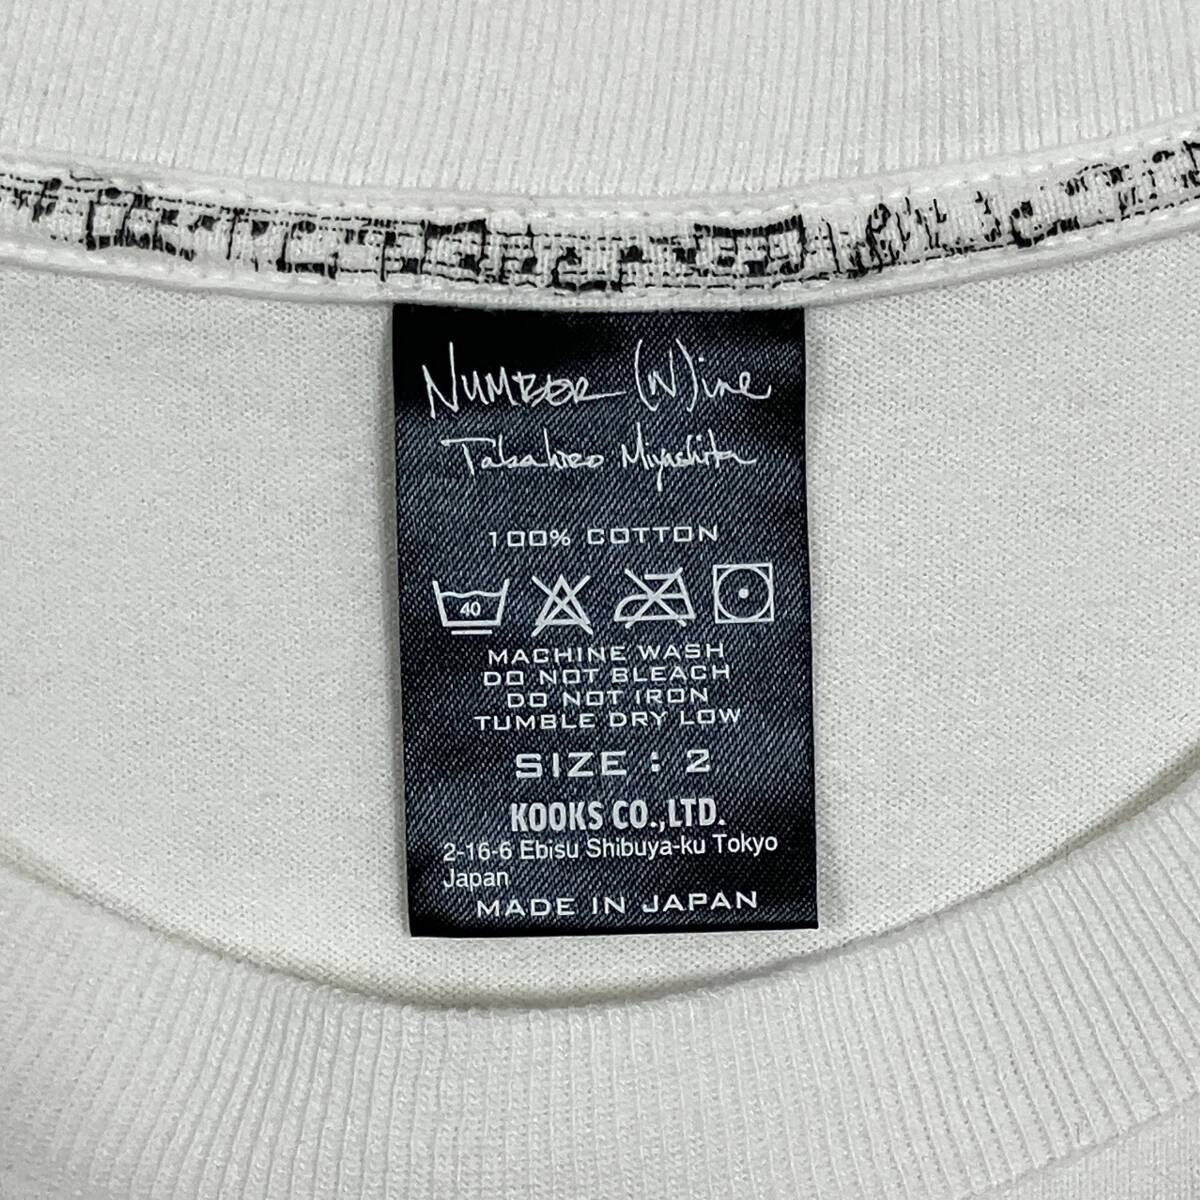 NUMBER (N)ine
Takahiro Miyashita
100% COTTON
40
MACHINE WASH
DO NOT BLEACH
DO NOT IRON
TUMBLE DRY LOW
SIZE : 2
KOOKS CO.,LTD.
2-16-6 Ebisu Shibuya-ku Tokyo
Japan
MADE IN JAPAN